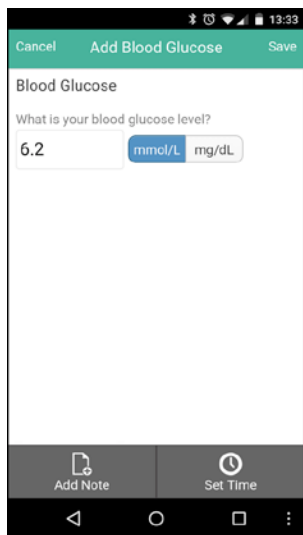 13:33
Cancel Add Blood Glucose Save
Blood Glucose
What is your blood glucose level?
6.2 mmol/L mg/dL
Add Note Set Time